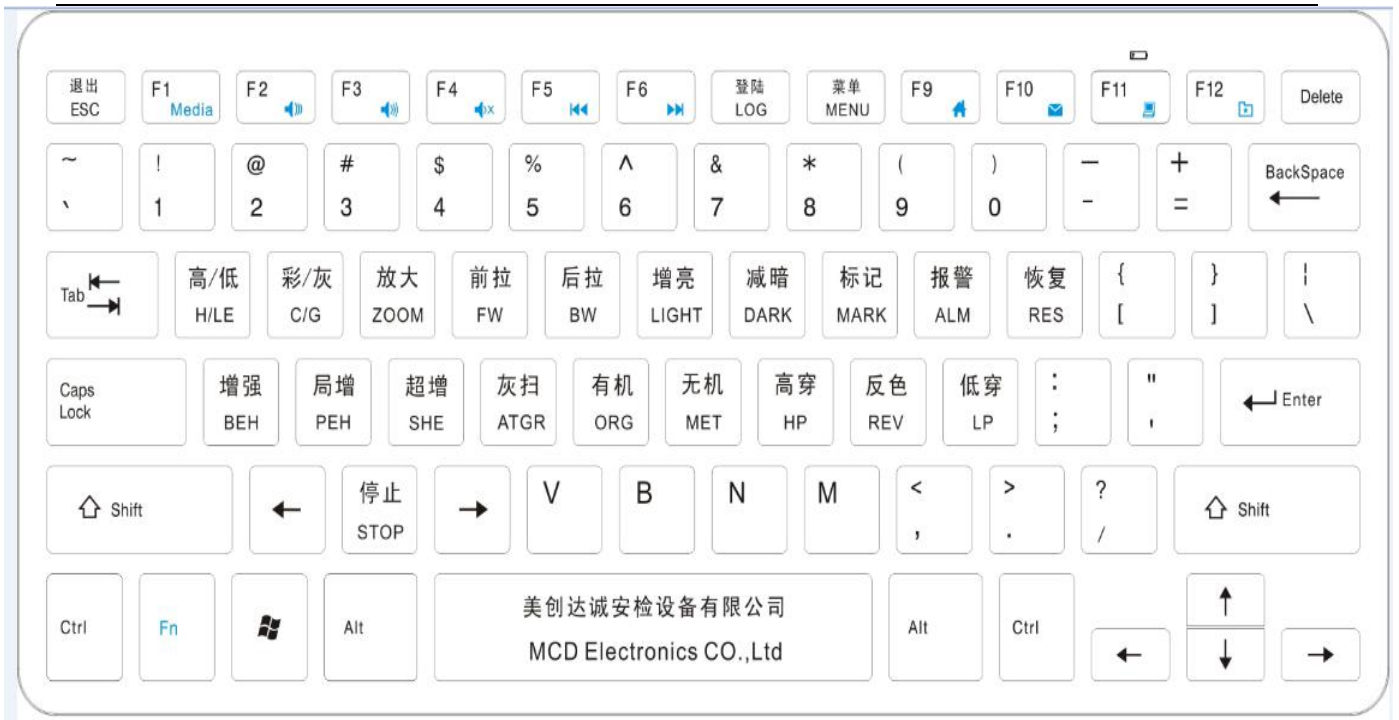 退出
ESC
F1
Media
F2
F3
F4
F5
F6
登陆
LOG
菜单
MENU
F9
F10
F11
F12
Delete
~
、
!
1
@
2
#
3
$
4
%
5
^
6
&
7
*
8
(
9
)
0
—
-
+
=
BackSpace
Tab
高/低
H/LE
彩/灰
C/G
放大
ZOOM
前拉
FW
后拉
BW
增亮
LIGHT
减暗
DARK
标记
MARK
报警
ALM
恢复
RES
{
[
}
]
¦
\
Caps
Lock
增强
BEH
局增
PEH
超增
SHE
灰扫
ATGR
有机
ORG
无机
MET
高穿
HP
反色
REV
低穿
LP
:
;
"
'
Enter
Shift
←
停止
STOP
→
V
B
N
M
<
,
>
.
?
/
Shift
Ctrl
Fn
Alt
美创达诚安检设备有限公司
MCD Electronics CO.,Ltd
Alt
Ctrl
←
↑
↓
→